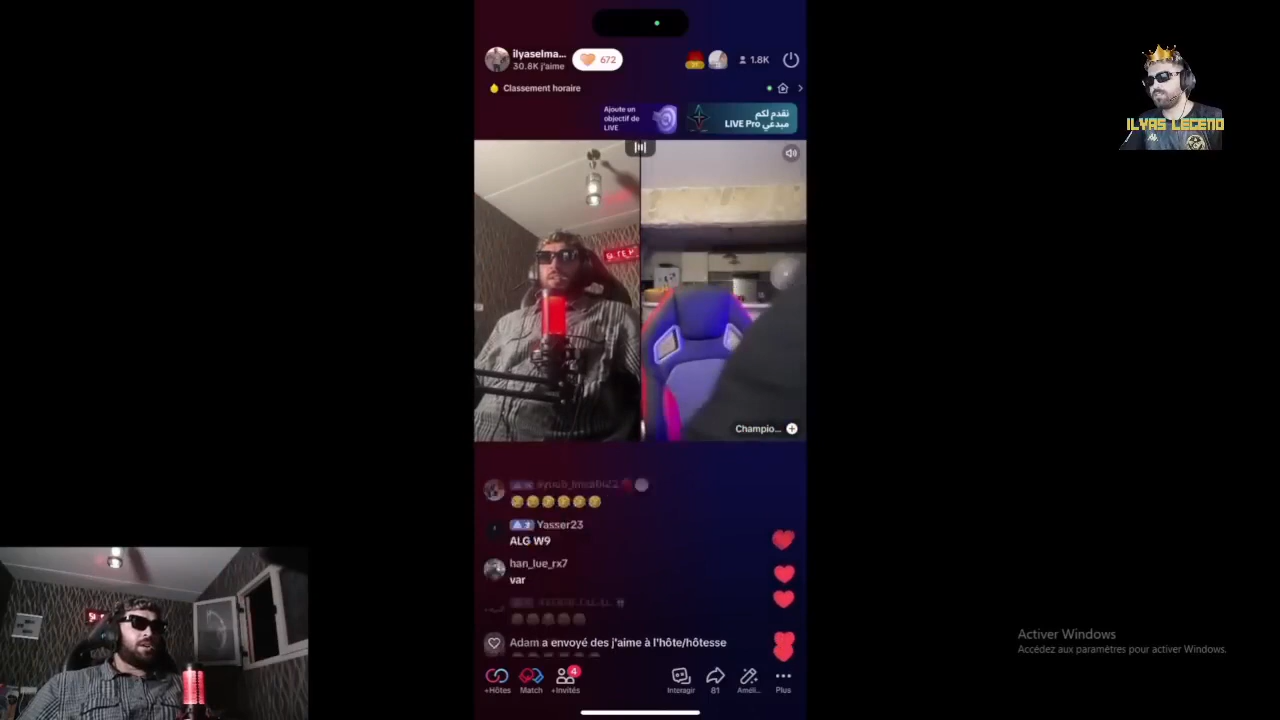 ilyaselma...
30.8K j'aime
672
1.8K
Classement horaire
Ajoute un
objectif de
LIVE
نقدم لكم
مبدعي LIVE Pro
ILYAS LEGEND
Champio...
Yasser23
ALG W9
han_lue_rx7
var
Adam a envoyé des j'aime à l'hôte/hôtesse
+Hôtes
Match
4
+Invités
Interagir
81
Améli...
Plus
Activer Windows
Accédez aux paramètres pour activer Windows.